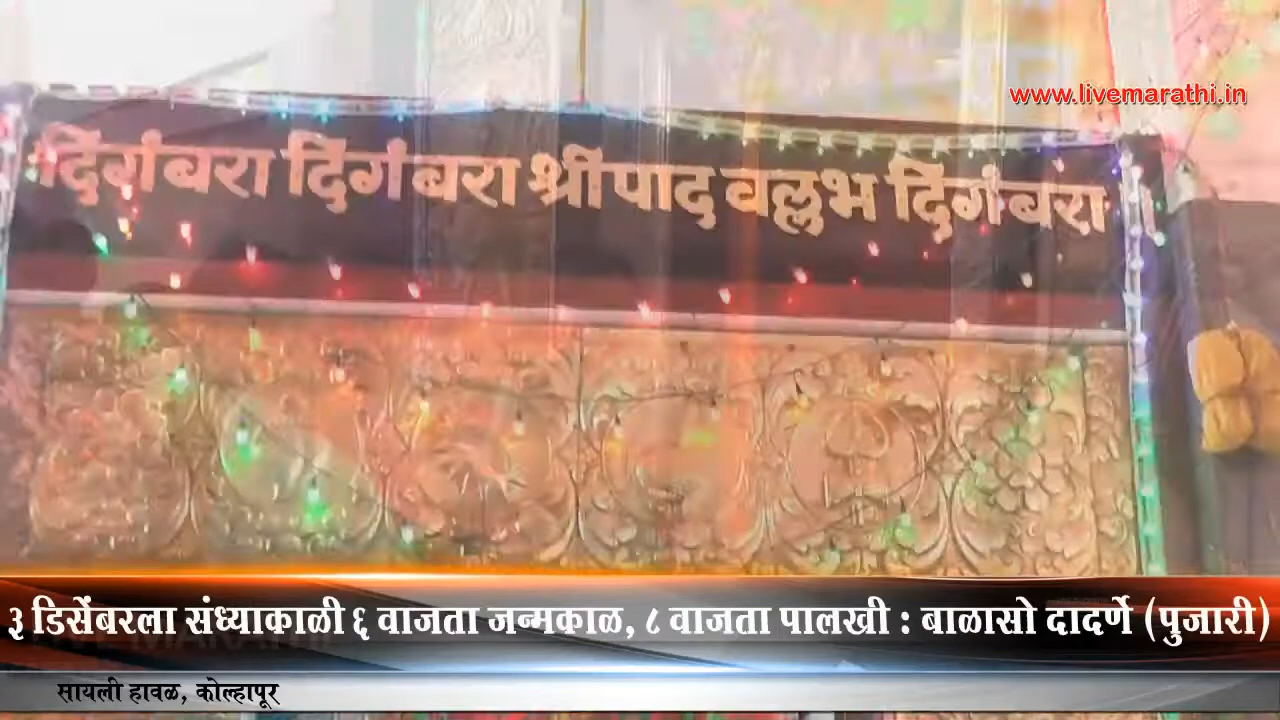 www.livemarathi.in
दिगंबरा दिगंबरा श्रीपाद वल्लभ दिगंबरा ॥
३ डिसेंबरला संध्याकाळी ६ वाजता जन्मकाळ, ८ वाजता पालखी : बाळासो दादर्णे (पुजारी)
सायली हावळ, कोल्हापूर